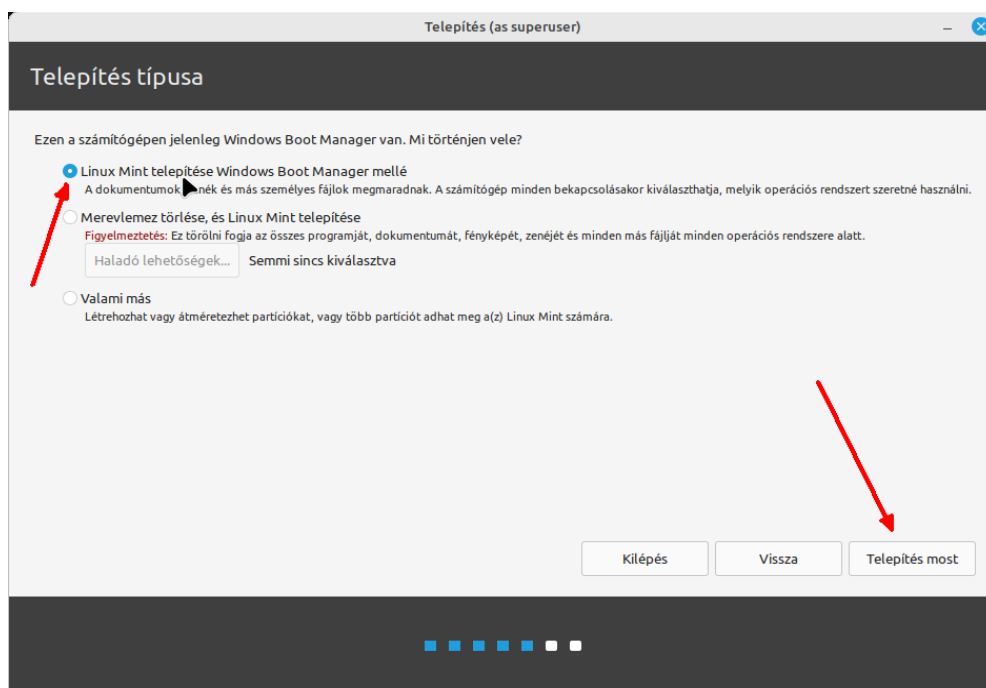 Telepítés (as superuser)
Telepítés típusa
Ezen a számítógépen jelenleg Windows Boot Manager van. Mi történjen vele?
Linux Mint telepítése Windows Boot Manager mellé
A dokumentumok, zenék és más személyes fájlok megmaradnak. A számítógép minden bekapcsolásakor kiválaszthatja, melyik operációs rendszert szeretné használni.
Merevlemez törlése, és Linux Mint telepítése
Figyelmeztetés: Ez törölni fogja az összes programját, dokumentumát, fényképét, zenéjét és minden más fájlját minden operációs rendszere alatt.
Haladó lehetőségek... Semmi sincs kiválasztva
Valami más
Létrehozhat vagy átméretezhet partíciókat, vagy több partíciót adhat meg a(z) Linux Mint számára.
Kilépés Vissza Telepítés most